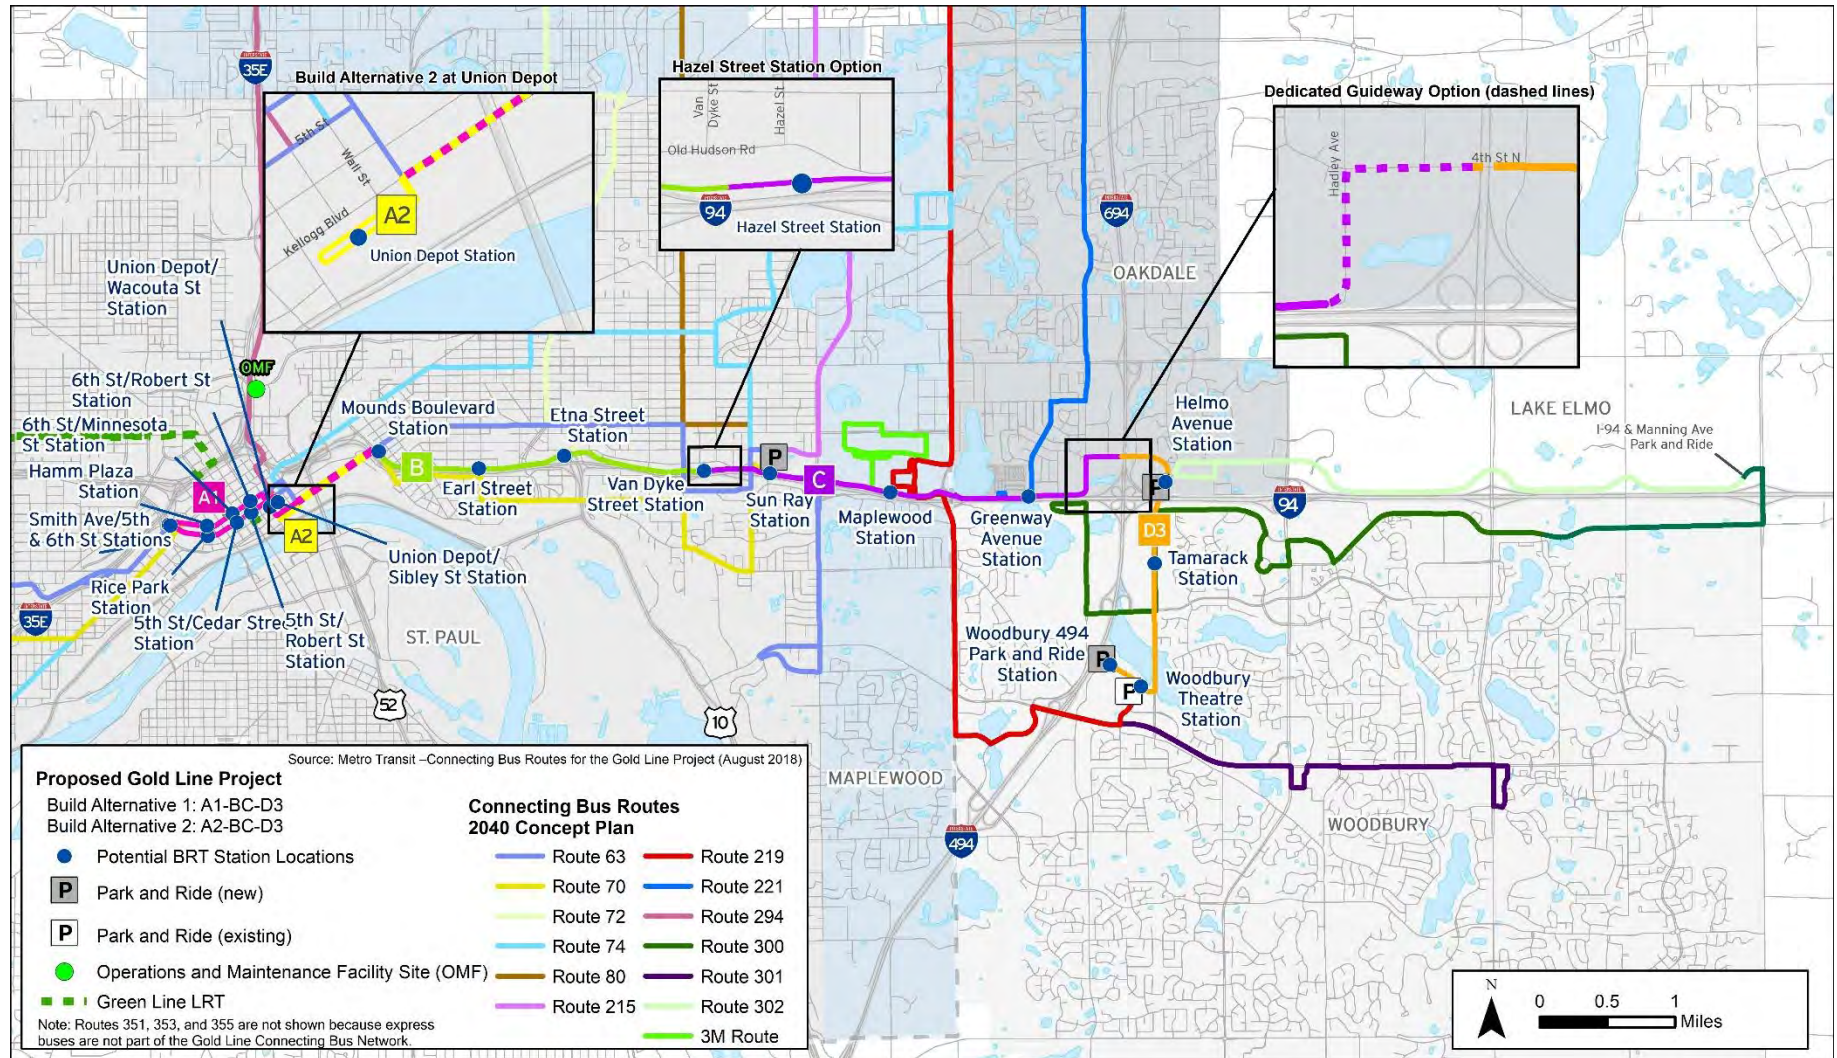 35E
Build Alternative 2 at Union Depot
5th St
Wall St
Kellogg Blvd
A2
Union Depot Station
Hazel Street Station Option
Van
Dyke St
Hazel St
Old Hudson Rd
94
Hazel Street Station
694
OAKDALE
Dedicated Guideway Option (dashed lines)
Hadley Ave
4th St N
Union Depot/
Wacouta St
Station
OMF
6th St/Robert St
Station
6th St/Minnesota
St Station
Hamm Plaza
Station
Smith Ave/5th
& 6th St Stations
Rice Park
Station
5th St/Cedar Street
Station
5th St/
Robert St
Station
A1
A2
Union Depot/
Sibley St Station
Mounds Boulevard
Station
B
Earl Street
Station
Etna Street
Station
Van Dyke
Street Station
P
Sun Ray
Station
C
Maplewood
Station
Greenway
Avenue
Station
Helmo
Avenue
Station
P
D3
94
Tamarack
Station
LAKE ELMO
I-94 & Manning Ave
Park and Ride
Woodbury 494
Park and Ride
Station
P
P
Woodbury
Theatre
Station
35E
ST. PAUL
52
10
MAPLEWOOD
494
WOODBURY
Source: Metro Transit –Connecting Bus Routes for the Gold Line Project (August 2018)
Proposed Gold Line Project
Build Alternative 1: A1-BC-D3
Build Alternative 2: A2-BC-D3
Potential BRT Station Locations
P Park and Ride (new)
P Park and Ride (existing)
Operations and Maintenance Facility Site (OMF)
Green Line LRT
Note: Routes 351, 353, and 355 are not shown because express
buses are not part of the Gold Line Connecting Bus Network.
Connecting Bus Routes
2040 Concept Plan
Route 63
Route 70
Route 72
Route 74
Route 80
Route 215
Route 219
Route 221
Route 294
Route 300
Route 301
Route 302
3M Route
N
0 0.5 1
Miles